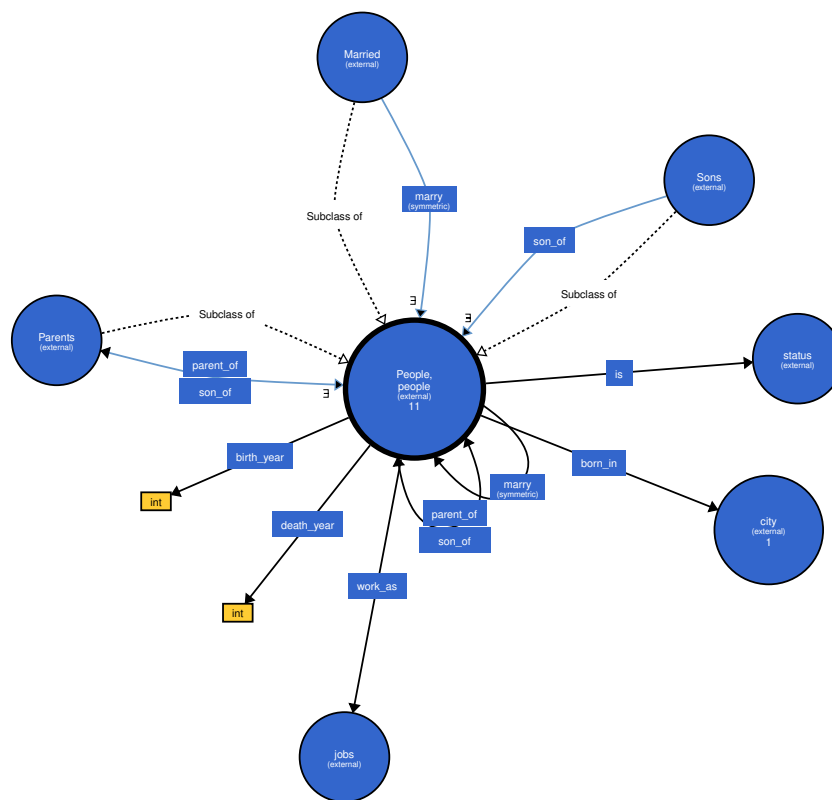 Married
(external)
Sons
(external)
marry
(symmetric)
Subclass of
son_of
Subclass of
∃
∃
Subclass of
Parents
(external)
status
(external)
parent_of
son_of
∃
People,
people
(external)
11
is
birth_year
born_in
int
marry
(symmetric)
parent_of
son_of
death_year
city
(external)
1
work_as
int
jobs
(external)